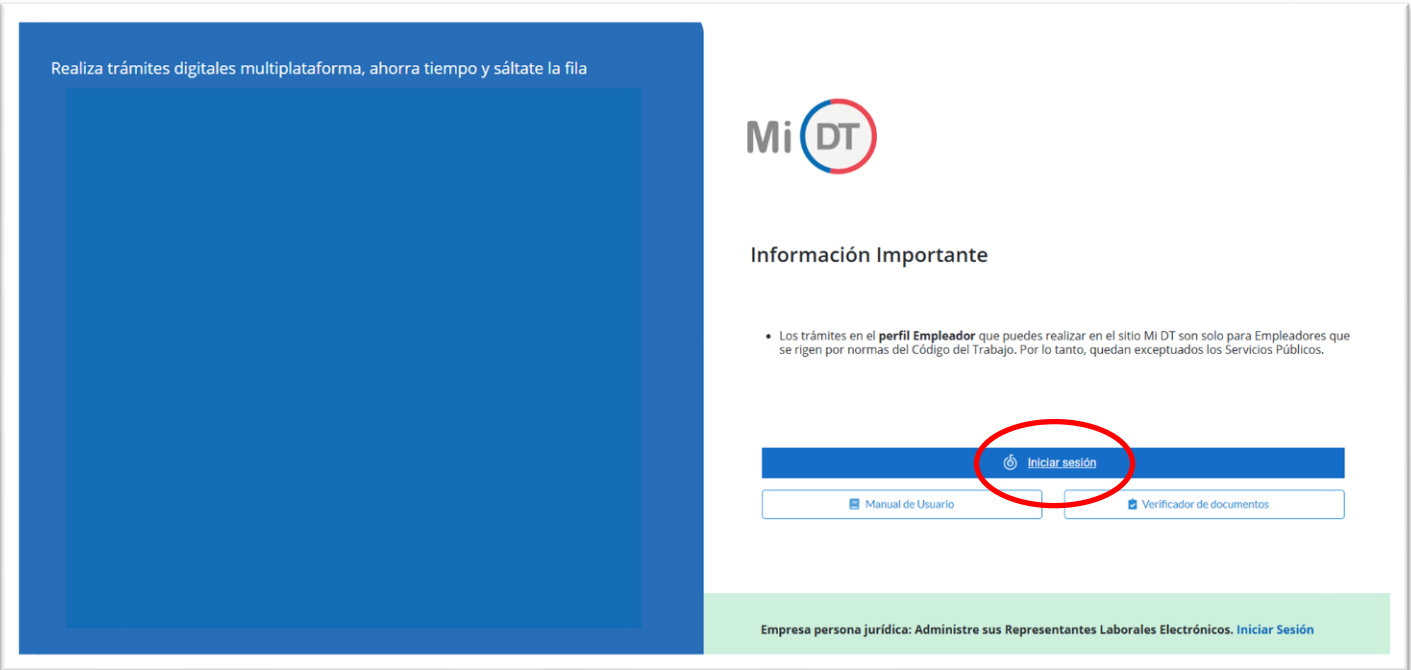 Realiza trámites digitales multiplataforma, ahorra tiempo y sáltate la fila
Mi DT
Información Importante
• Los trámites en el perfil Empleador que puedes realizar en el sitio Mi DT son solo para Empleadores que
se rigen por normas del Código del Trabajo. Por lo tanto, quedan exceptuados los Servicios Públicos.
Iniciar sesión
Manual de Usuario
Verificador de documentos
Empresa persona jurídica: Administre sus Representantes Laborales Electrónicos. Iniciar Sesión